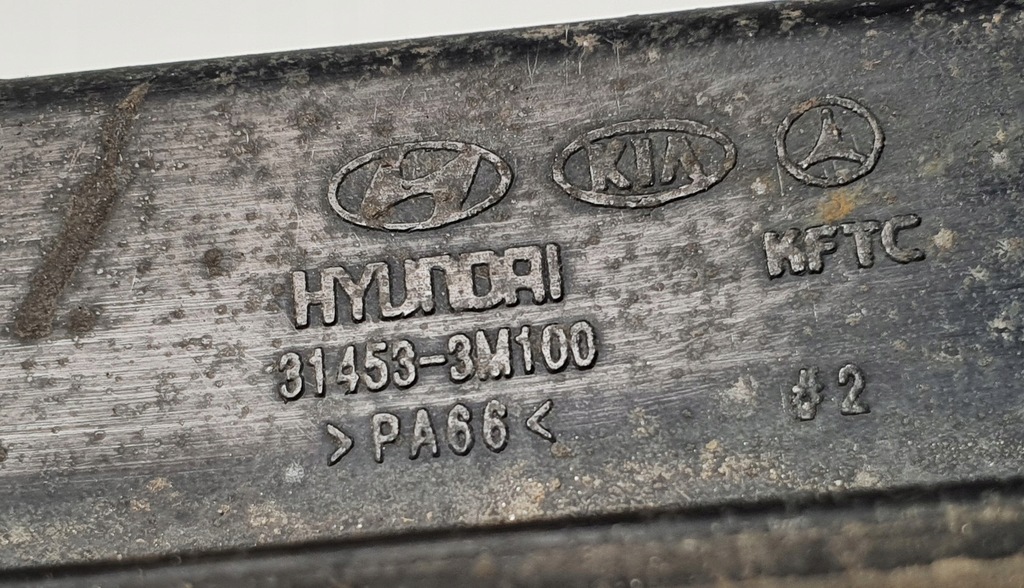 KIA
HYUNDAI
KFTC
31453-3M100
#2
>PA66<